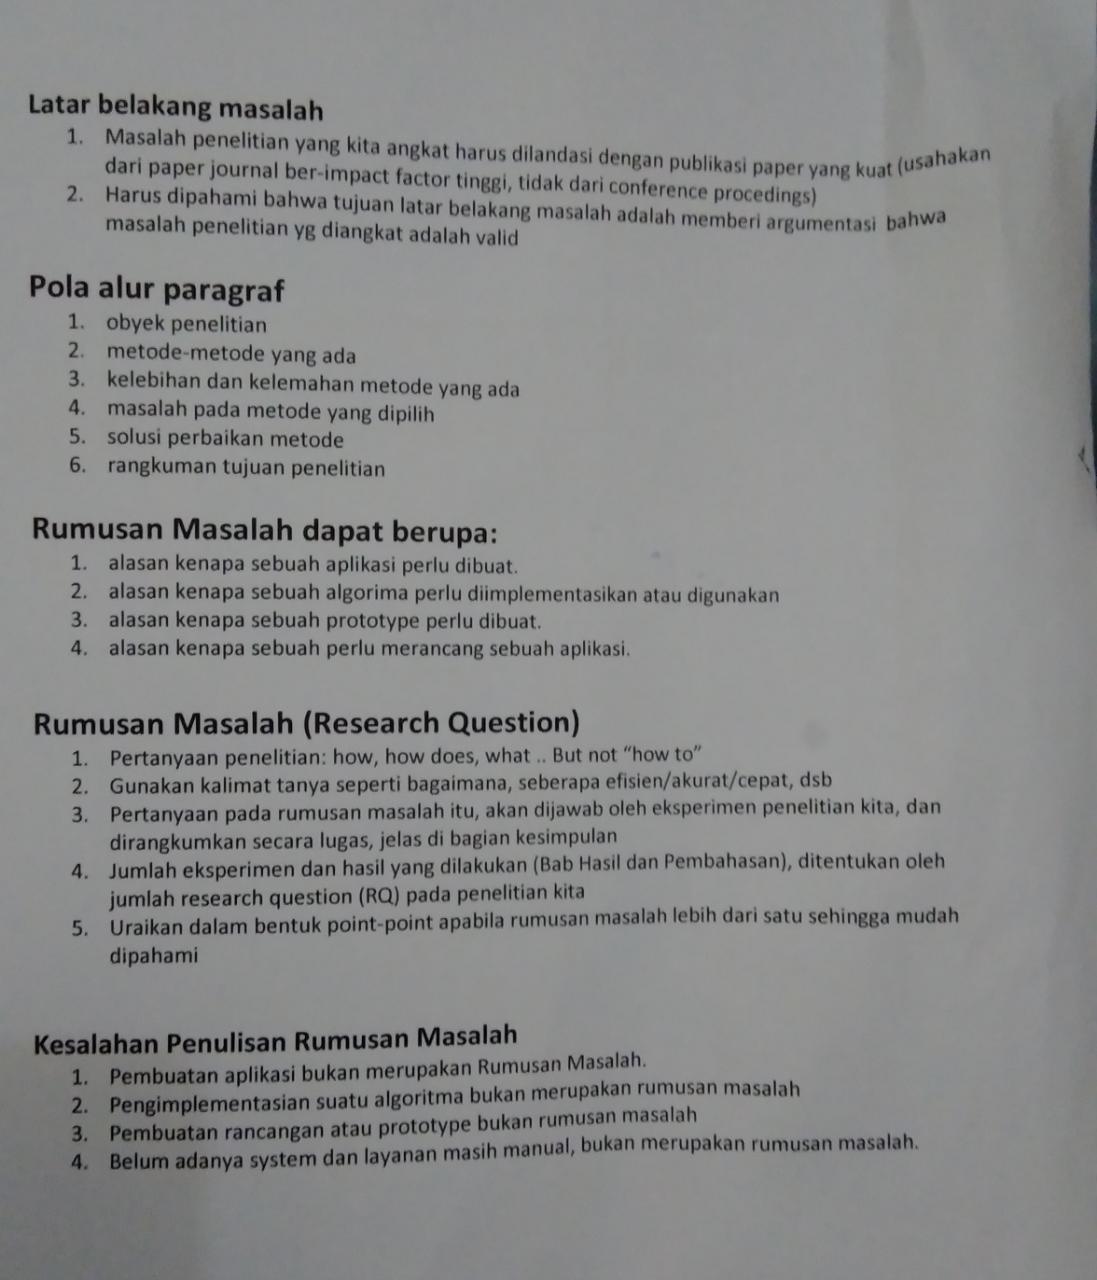 Latar belakang masalah
1. Masalah penelitian yang kita angkat harus dilandasi dengan publikasi paper yang kuat (usahakan
dari paper journal ber-impact factor tinggi, tidak dari conference procedings)
2. Harus dipahami bahwa tujuan latar belakang masalah adalah memberi argumentasi bahwa
masalah penelitian yg diangkat adalah valid
Pola alur paragraf
1. obyek penelitian
2. metode-metode yang ada
3. kelebihan dan kelemahan metode yang ada
4. masalah pada metode yang dipilih
5. solusi perbaikan metode
6. rangkuman tujuan penelitian
Rumusan Masalah dapat berupa:
1. alasan kenapa sebuah aplikasi perlu dibuat.
2. alasan kenapa sebuah algorima perlu diimplementasikan atau digunakan
3. alasan kenapa sebuah prototype perlu dibuat.
4. alasan kenapa sebuah perlu merancang sebuah aplikasi.
Rumusan Masalah (Research Question)
1. Pertanyaan penelitian: how, how does, what .. But not “how to”
2. Gunakan kalimat tanya seperti bagaimana, seberapa efisien/akurat/cepat, dsb
3. Pertanyaan pada rumusan masalah itu, akan dijawab oleh eksperimen penelitian kita, dan
dirangkumkan secara lugas, jelas di bagian kesimpulan
4. Jumlah eksperimen dan hasil yang dilakukan (Bab Hasil dan Pembahasan), ditentukan oleh
jumlah research question (RQ) pada penelitian kita
5. Uraikan dalam bentuk point-point apabila rumusan masalah lebih dari satu sehingga mudah
dipahami
Kesalahan Penulisan Rumusan Masalah
1. Pembuatan aplikasi bukan merupakan Rumusan Masalah.
2. Pengimplementasian suatu algoritma bukan merupakan rumusan masalah
3. Pembuatan rancangan atau prototype bukan rumusan masalah
4. Belum adanya system dan layanan masih manual, bukan merupakan rumusan masalah.